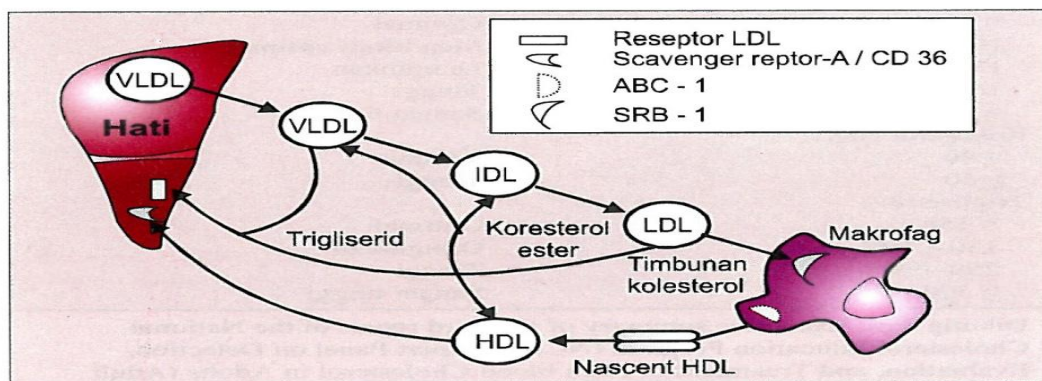 Reseptor LDL
Scavenger reptor-A / CD 36
ABC - 1
SRB - 1
VLDL
Hati
VLDL
IDL
LDL
Makrofag
Trigliserid
Koresterol
ester
Timbunan
kolesterol
HDL
Nascent HDL